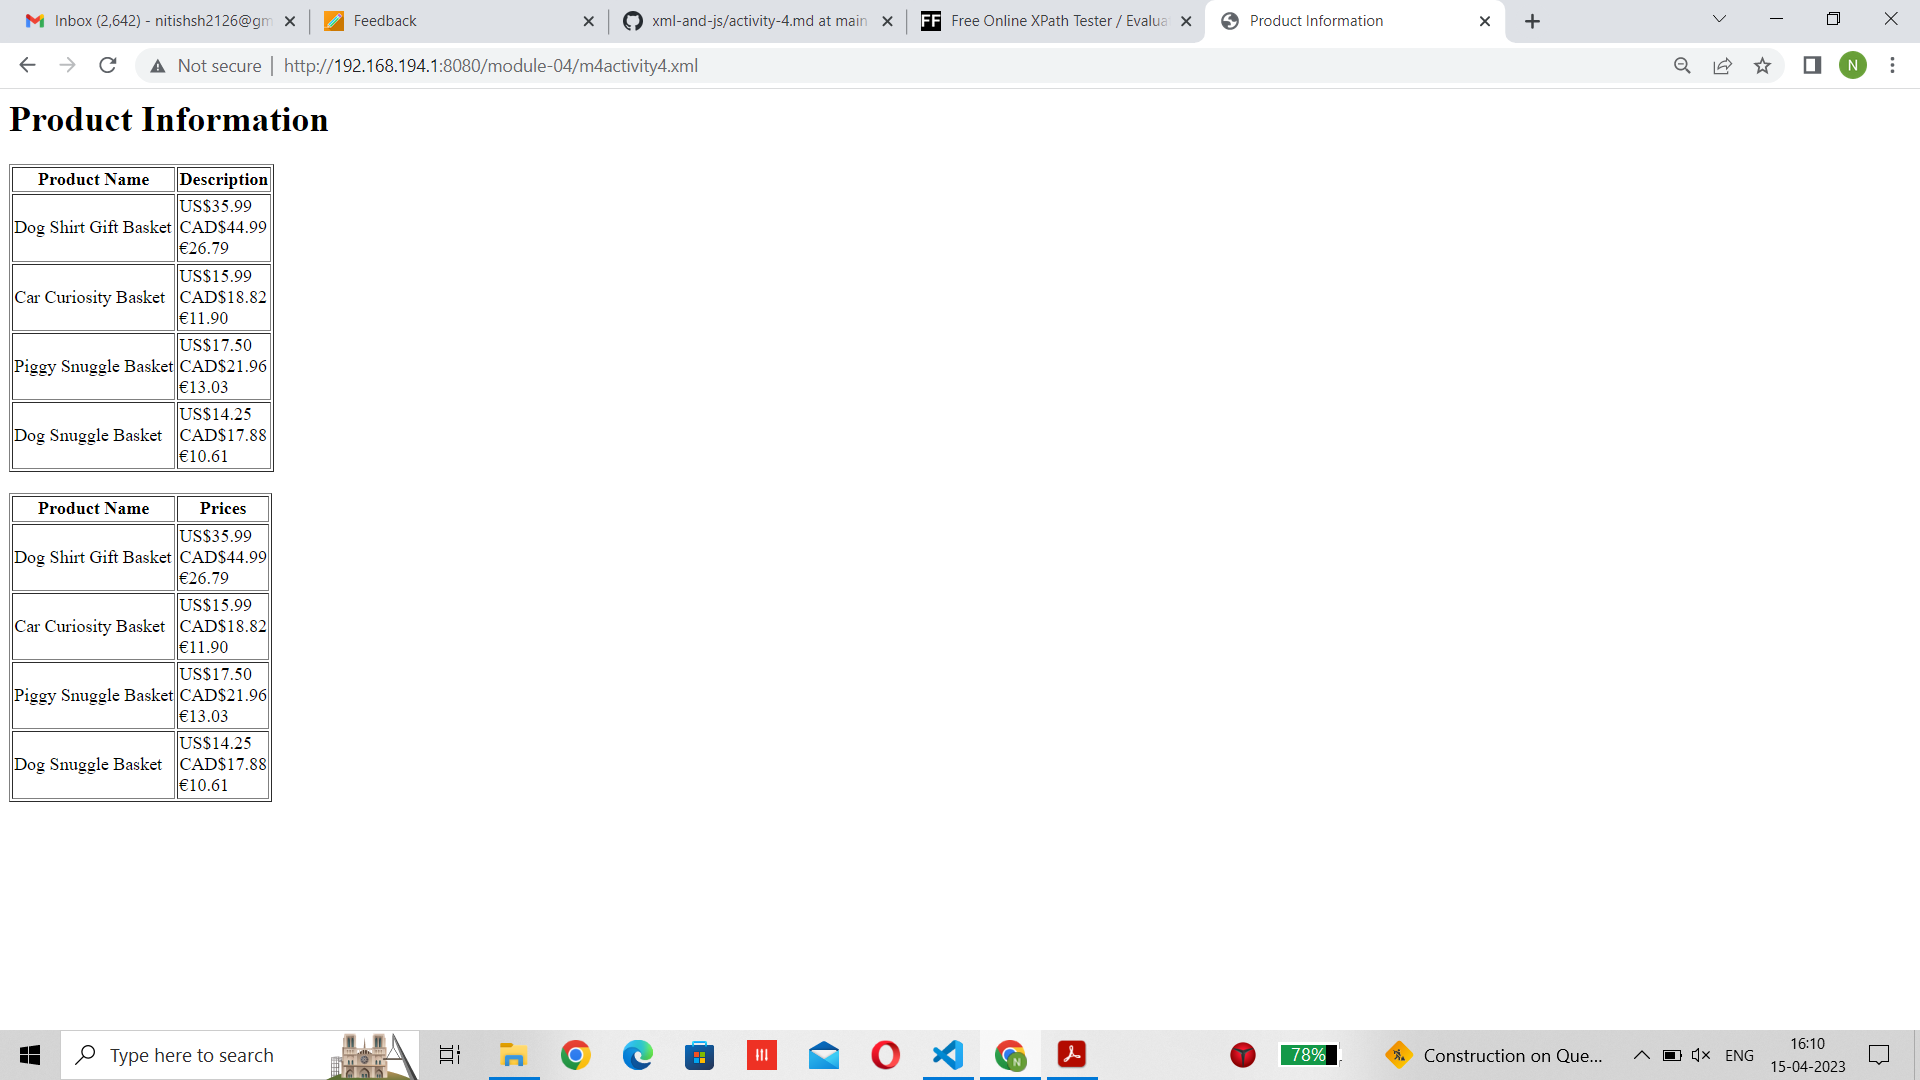 Inbox (2,642) - nitishsh2126@gm
Feedback
xml-and-js/activity-4.md at main
FF Free Online XPath Tester / Evalua
Product Information
Not secure | http://192.168.194.1:8080/module-04/m4activity4.xml
N
Product Information
Product Name Description
Dog Shirt Gift Basket US$35.99
CAD$44.99
€26.79
Car Curiosity Basket US$15.99
CAD$18.82
€11.90
Piggy Snuggle Basket US$17.50
CAD$21.96
€13.03
Dog Snuggle Basket US$14.25
CAD$17.88
€10.61
Product Name Prices
Dog Shirt Gift Basket US$35.99
CAD$44.99
€26.79
Car Curiosity Basket US$15.99
CAD$18.82
€11.90
Piggy Snuggle Basket US$17.50
CAD$21.96
€13.03
Dog Snuggle Basket US$14.25
CAD$17.88
€10.61
Type here to search
N
78%
Construction on Que...
ENG
16:10
15-04-2023